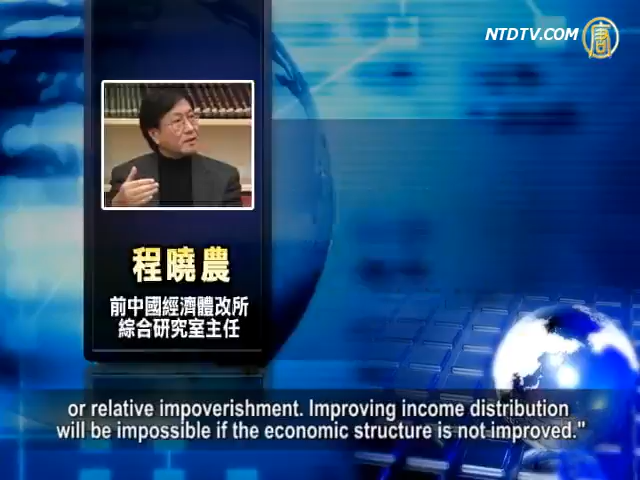 NTDTV.COM
唐
程曉農
前中國經濟體改所
綜合研究室主任
or relative impoverishment. Improving income distribution
will be impossible if the economic structure is not improved."